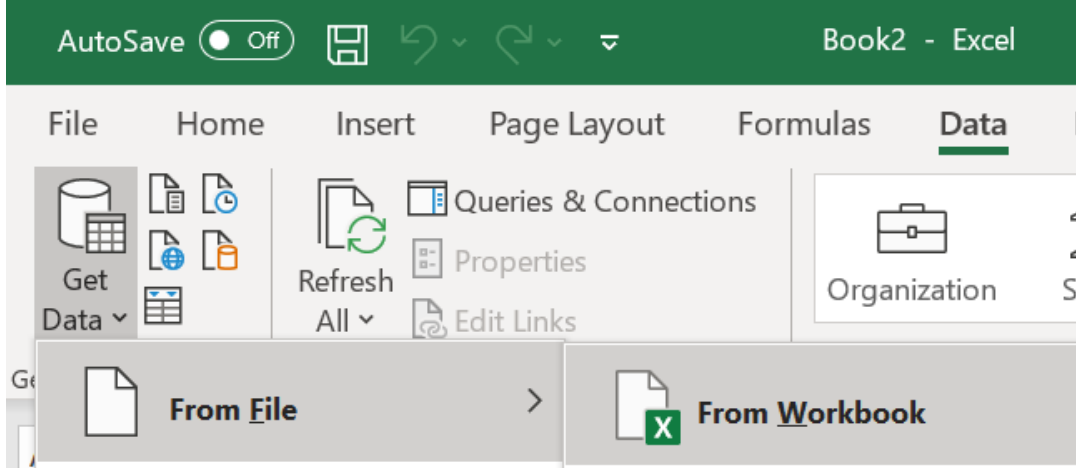 AutoSave Off Book2 - Excel
File Home Insert Page Layout Formulas Data
Queries & Connections
Properties
Edit Links
Get Data
Refresh All
Organization
From File
From Workbook